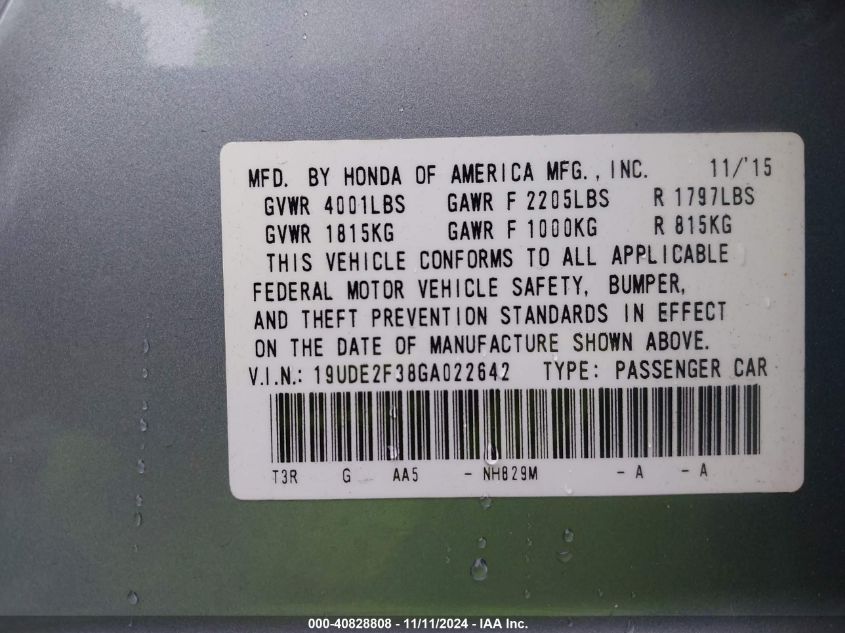 MFD. BY HONDA OF AMERICA MFG., INC. 11/'15
GVWR 4001LBS GAWR F 2205LBS R 1797LBS
GVWR 1815KG GAWR F 1000KG R 815KG
THIS VEHICLE CONFORMS TO ALL APPLICABLE
FEDERAL MOTOR VEHICLE SAFETY, BUMPER,
AND THEFT PREVENTION STANDARDS IN EFFECT
ON THE DATE OF MANUFACTURE SHOWN ABOVE.
V.I.N.: 19UDE2F38GA022642 TYPE: PASSENGER CAR
T3R G AA5 - NH829M - A - A
000-40828808 - 11/11/2024 - IAA Inc.